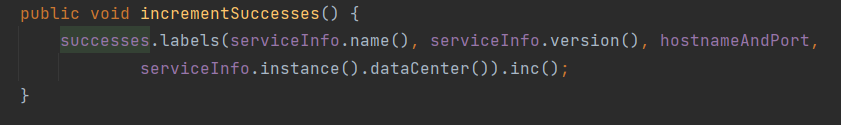 public void incrementSuccesses() {
successes.labels(serviceInfo.name(), serviceInfo.version(), hostnameAndPort,
serviceInfo.instance().dataCenter()).inc();
}